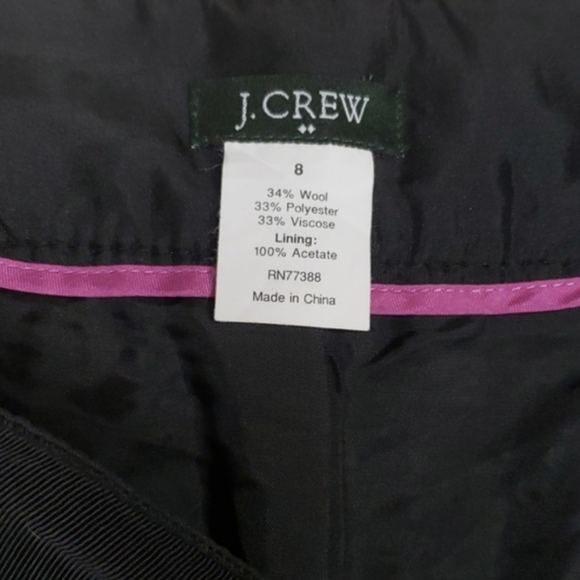 J.CREW
8
34% Wool
33% Polyester
33% Viscose
Lining:
100% Acetate
RN77388
Made in China